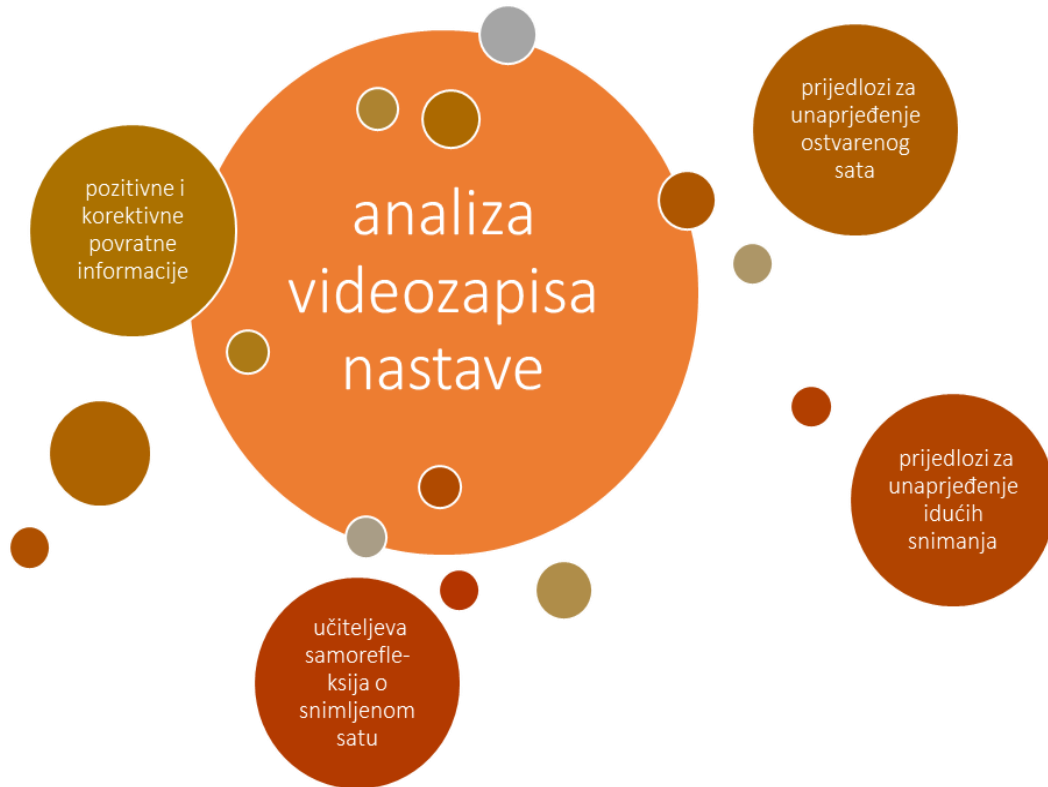 analiza
videozapisa
nastave
pozitivne i
korektivne
povratne
informacije
prijedlozi za
unaprjeđenje
ostvarenog
sata
prijedlozi za
unaprjeđenje
idućih
snimanja
učiteljeva
samorefle-
ksija o
snimljenom
satu